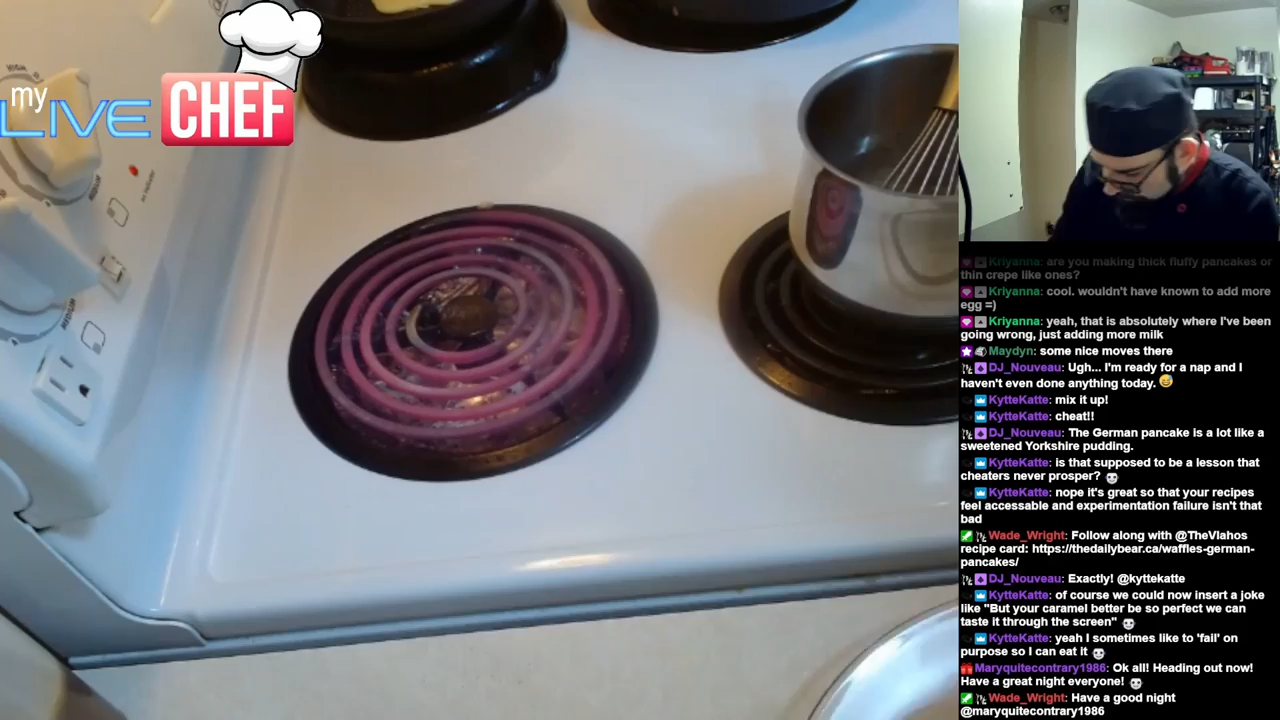 my
LIVE CHEF
HIGH
MEDIUM
Kriyanna: are you making thick fluffy pancakes or
thin crepe like ones?
Kriyanna: cool. wouldn't have known to add more
egg =)
Kriyanna: yeah, that is absolutely where I've been
going wrong, just adding more milk
Maydyn: some nice moves there
DJ_Nouveau: Ugh... I'm ready for a nap and I
haven't even done anything today. 😅
KytteKatte: mix it up!
KytteKatte: cheat!!
DJ_Nouveau: The German pancake is a lot like a
sweetened Yorkshire pudding.
KytteKatte: is that supposed to be a lesson that
cheaters never prosper?
KytteKatte: nope it's great so that your recipes
feel accessable and experimentation failure isn't that
bad
Wade_Wright: Follow along with @TheVlahos
recipe card: https://thedailybear.ca/waffles-german-
pancakes/
DJ_Nouveau: Exactly! @kyttekatte
KytteKatte: of course we could now insert a joke
like "But your caramel better be so perfect we can
taste it through the screen"
KytteKatte: yeah I sometimes like to 'fail' on
purpose so I can eat it
Maryquitecontrary1986: Ok all! Heading out now!
Have a great night everyone!
Wade_Wright: Have a good night
@maryquitecontrary1986